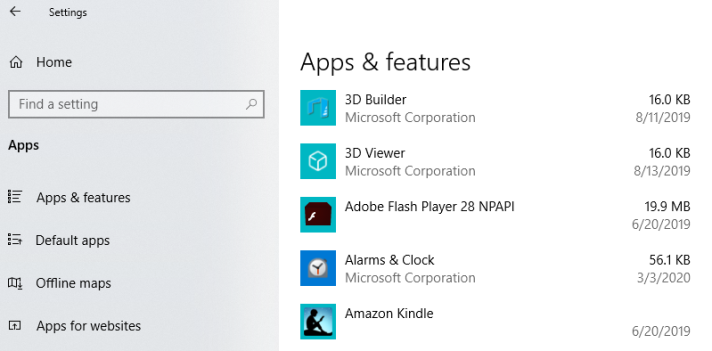 Settings
Home
Find a setting
Apps
Apps & features
Default apps
Offline maps
Apps for websites
Apps & features
3D Builder 16.0 KB
Microsoft Corporation 8/11/2019
3D Viewer 16.0 KB
Microsoft Corporation 8/13/2019
Adobe Flash Player 28 NPAPI 19.9 MB
6/20/2019
Alarms & Clock 56.1 KB
Microsoft Corporation 3/3/2020
Amazon Kindle
6/20/2019